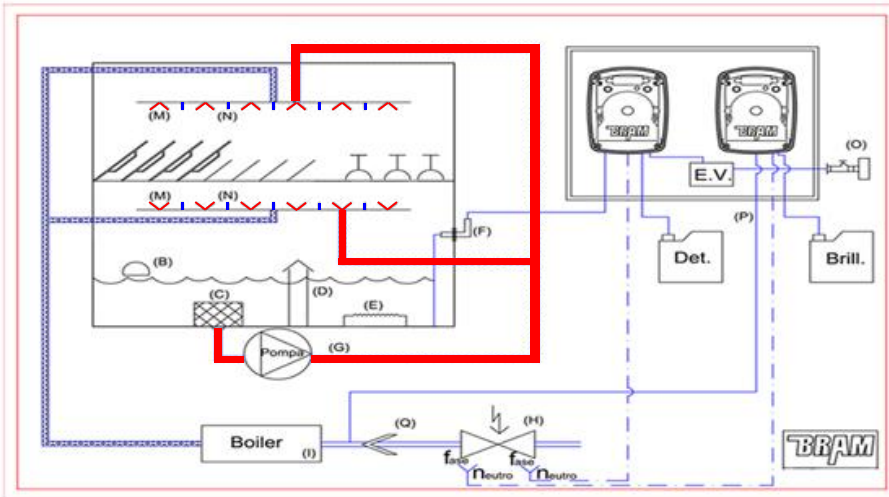 (M)
(N)
BRAM
BRAM
(O)
E.V.
(M)
(N)
(F)
(P)
(B)
Det.
Brill.
(C)
(D)
(E)
Pompa
(G)
(Q)
(H)
Boiler
(I)
fase
neutro
fase
neutro
BRAM